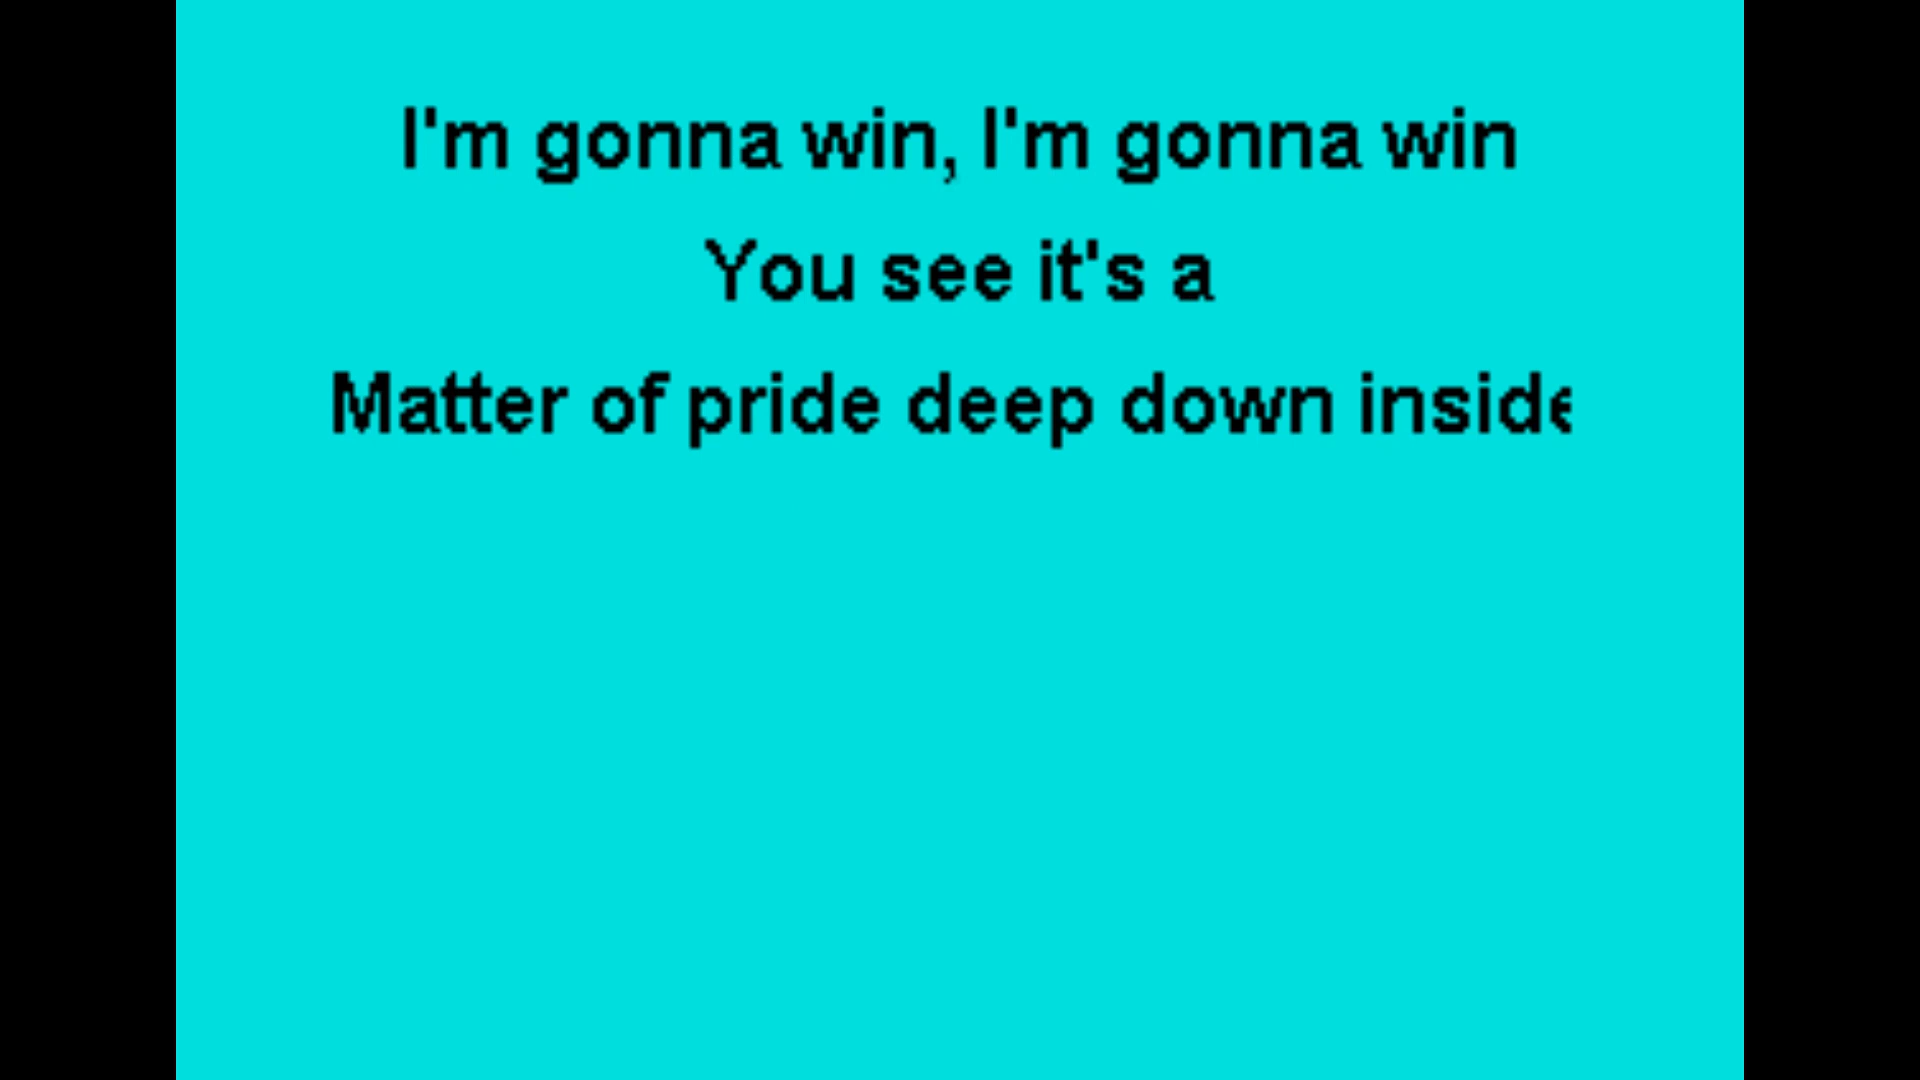 I'm gonna win, I'm gonna win
You see it's a
Matter of pride deep down inside